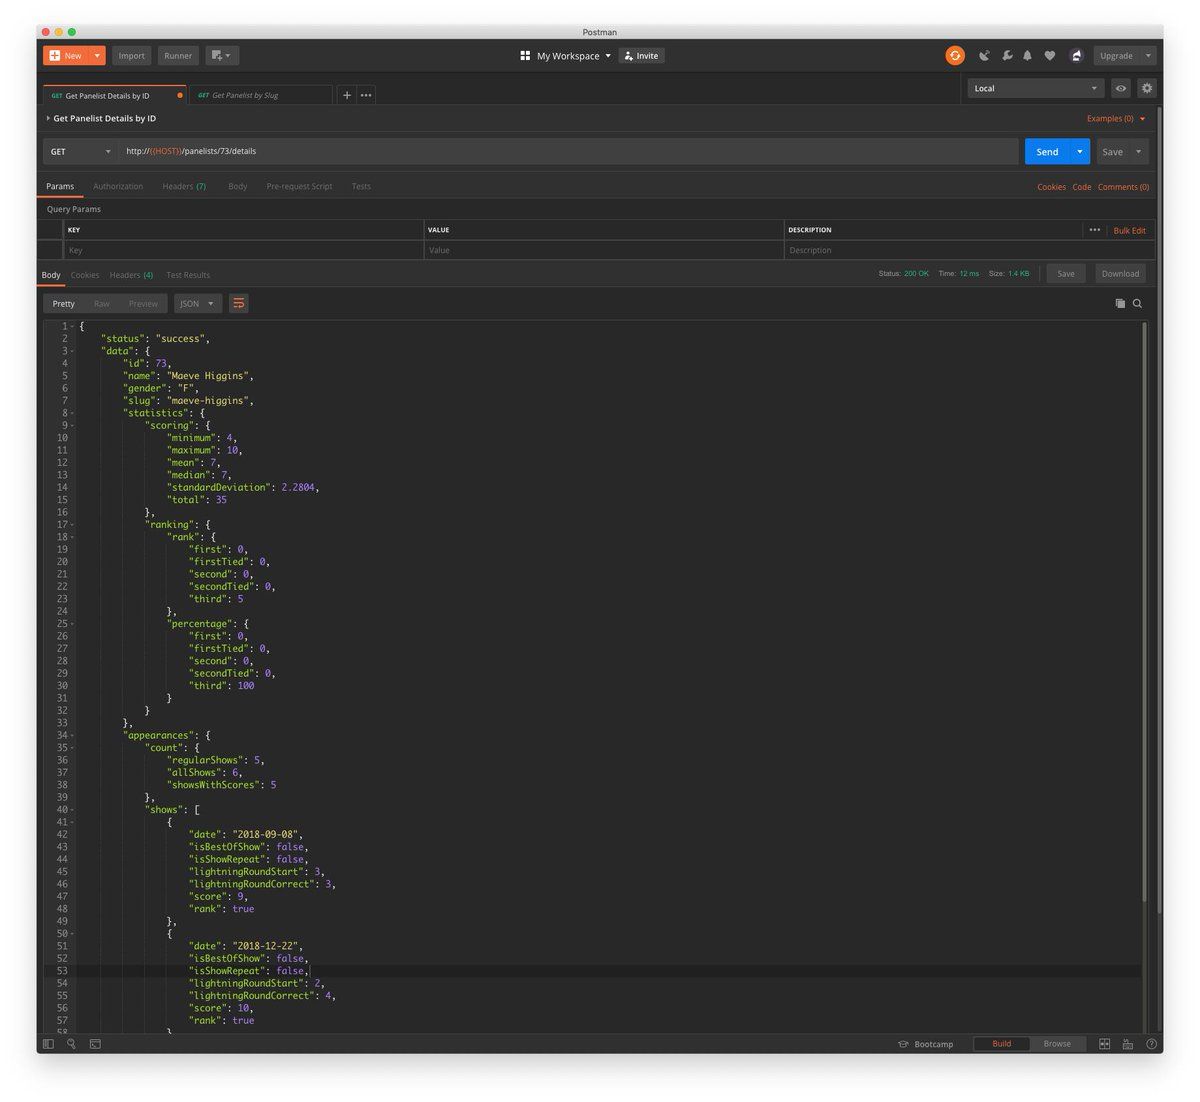 Postman
New Import Runner My Workspace Invite Upgrade
GET Get Panelist Details by ID GET Get Panelist by Slug + ••• Local
Get Panelist Details by ID Examples (0)
GET http://{{HOST}}/panelists/73/details Send Save
Params Authorization Headers (7) Body Pre-request Script Tests Cookies Code Comments (0)
Query Params
KEY VALUE DESCRIPTION ••• Bulk Edit
Key Value Description
Body Cookies Headers (4) Test Results Status: 200 OK Time: 12 ms Size: 1.4 KB Save Download
Pretty Raw Preview JSON
1 {
2 "status": "success",
3 "data": {
4 "id": 73,
5 "name": "Maeve Higgins",
6 "gender": "F",
7 "slug": "maeve-higgins",
8 "statistics": {
9 "scoring": {
10 "minimum": 4,
11 "maximum": 10,
12 "mean": 7,
13 "median": 7,
14 "standardDeviation": 2.2804,
15 "total": 35
16 },
17 "ranking": {
18 "rank": {
19 "first": 0,
20 "firstTied": 0,
21 "second": 0,
22 "secondTied": 0,
23 "third": 5
24 },
25 "percentage": {
26 "first": 0,
27 "firstTied": 0,
28 "second": 0,
29 "secondTied": 0,
30 "third": 100
31 }
32 }
33 },
34 "appearances": {
35 "count": {
36 "regularShows": 5,
37 "allShows": 6,
38 "showsWithScores": 5
39 },
40 "shows": [
41 {
42 "date": "2018-09-08",
43 "isBestOfShow": false,
44 "isShowRepeat": false,
45 "lightningRoundStart": 3,
46 "lightningRoundCorrect": 3,
47 "score": 9,
48 "rank": true
49 },
50 {
51 "date": "2018-12-22",
52 "isBestOfShow": false,
53 "isShowRepeat": false,
54 "lightningRoundStart": 2,
55 "lightningRoundCorrect": 4,
56 "score": 10,
57 "rank": true
58 }
Bootcamp Build Browse